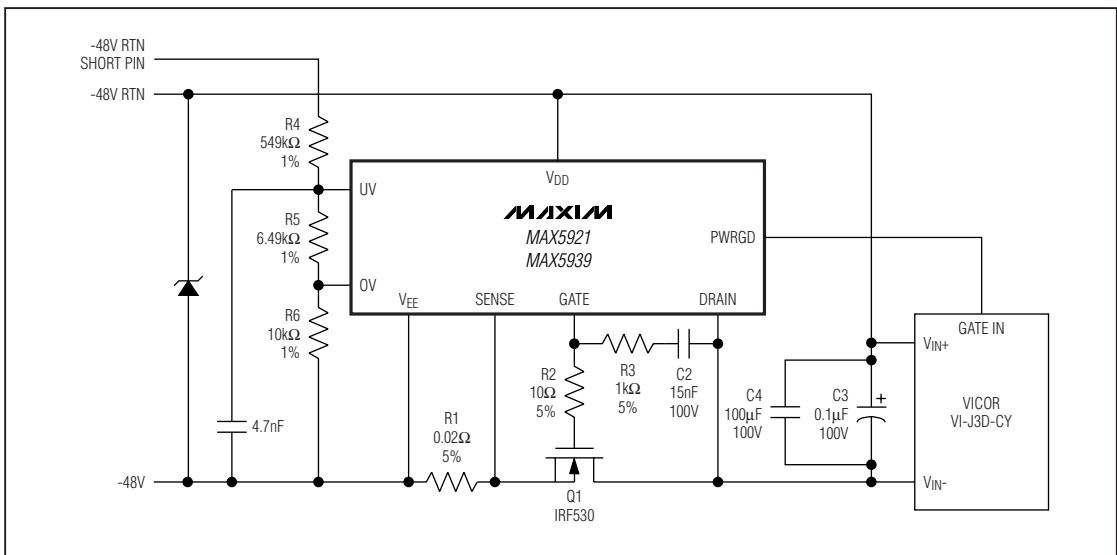 -48V RTN
SHORT PIN
-48V RTN
R4
549kΩ
1%
UV
R5
6.49kΩ
1%
OV
R6
10kΩ
1%
4.7nF
-48V
VDD
MAXIM
MAX5921
MAX5939
PWRGD
VEE
SENSE
GATE
DRAIN
R1
0.02Ω
5%
R2
10Ω
5%
R3
1kΩ
5%
C2
15nF
100V
Q1
IRF530
C4
100µF
100V
C3
0.1µF
100V
+
GATE IN
VIN+
VICOR
VI-J3D-CY
VIN-